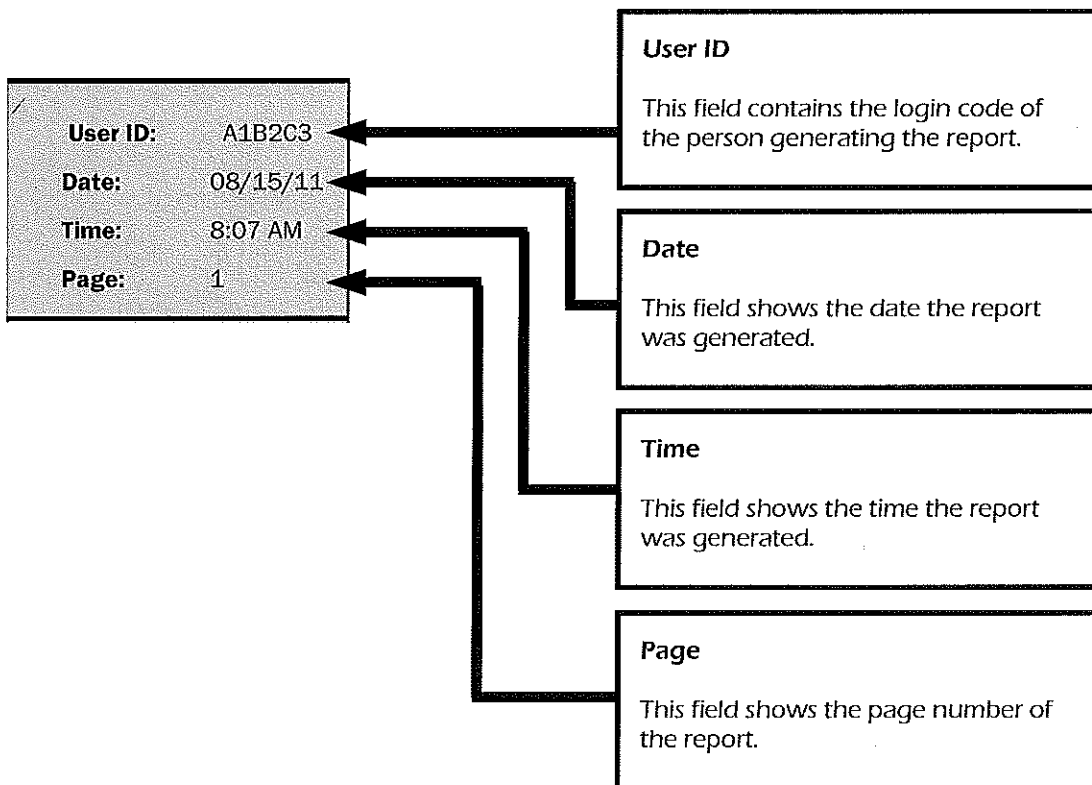 User ID: A1B2C3
Date: 08/15/11
Time: 8:07 AM
Page: 1
User ID
This field contains the login code of
the person generating the report.
Date
This field shows the date the report
was generated.
Time
This field shows the time the report
was generated.
Page
This field shows the page number of
the report.